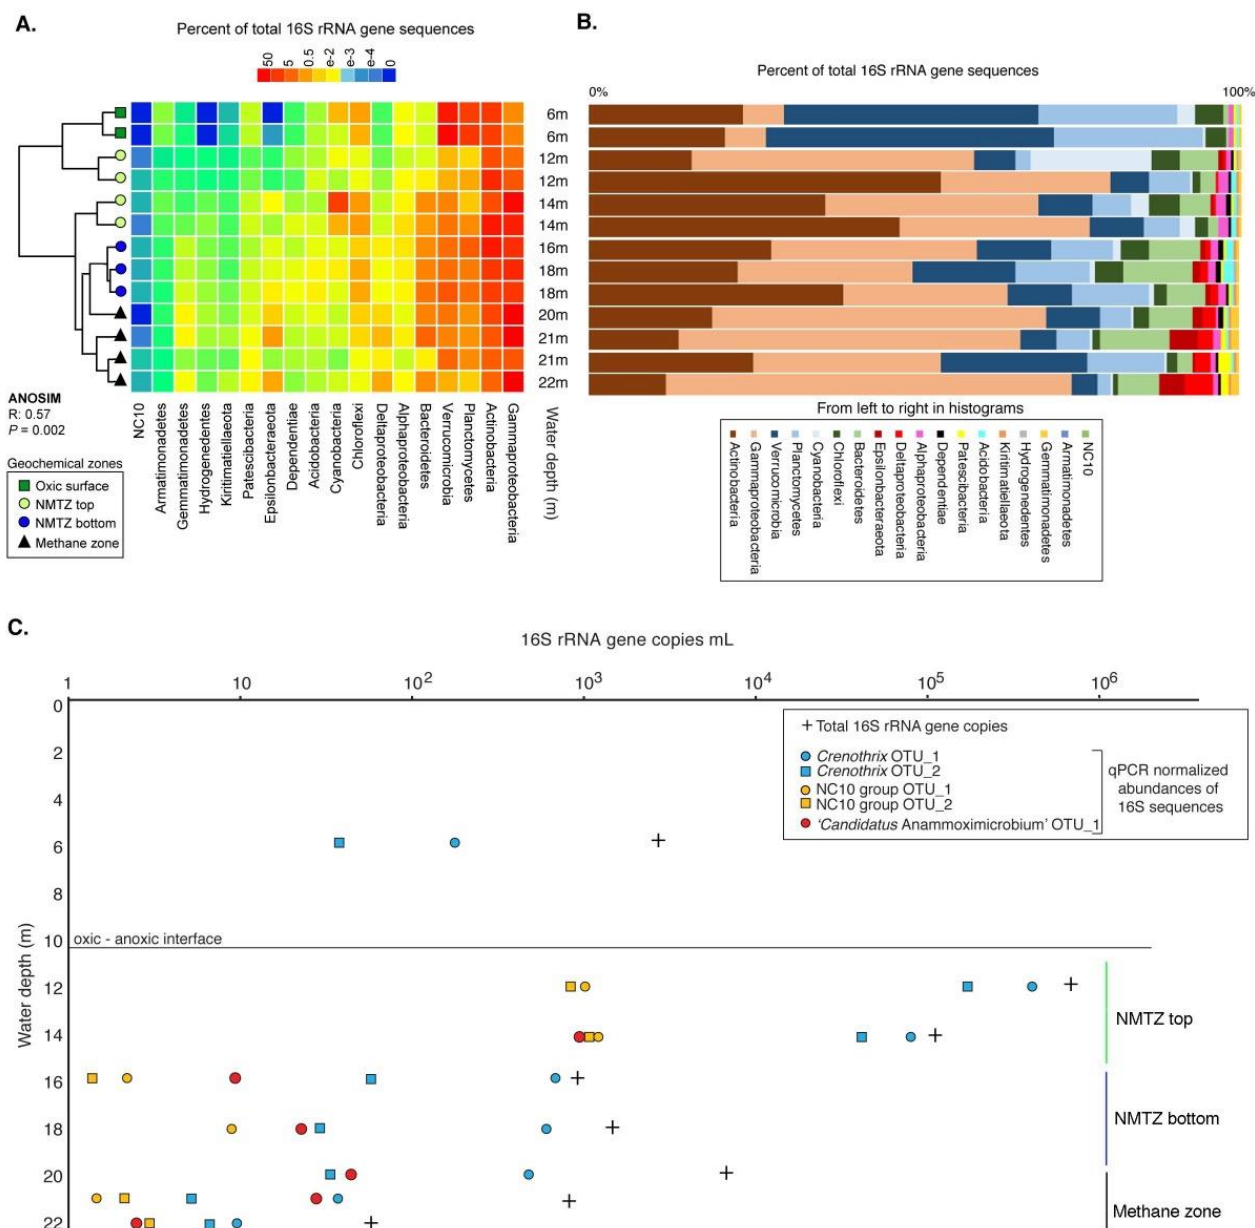 A.
Percent of total 16S rRNA gene sequences
50
5
0.5
e-2
e-3
e-4
0
6m
6m
12m
12m
14m
14m
16m
18m
18m
20m
21m
21m
22m
Water depth (m)
ANOSIM
R: 0.57
P = 0.002
NC10
Armatimonadetes
Gemmatimonadetes
Hydrogenedentes
Kiritimatiellaeota
Patescibacteria
Epsilonbacteraeota
Dependentiae
Acidobacteria
Cyanobacteria
Chloroflexi
Deltaproteobacteria
Alphaproteobacteria
Bacteroidetes
Verrucomicrobia
Planctomycetes
Actinobacteria
Gammaproteobacteria
Geochemical zones
Oxic surface
NMTZ top
NMTZ bottom
Methane zone
B.
Percent of total 16S rRNA gene sequences
0% 100%
From left to right in histograms
Actinobacteria
Gammaproteobacteria
Verrucomicrobia
Planctomycetes
Cyanobacteria
Chloroflexi
Bacteroidetes
Epsilonbacteraeota
Deltaproteobacteria
Alphaproteobacteria
Dependentiae
Patescibacteria
Acidobacteria
Kiritimatiellaeota
Hydrogenedentes
Gemmatimonadetes
Armatimonadetes
NC10
C.
16S rRNA gene copies mL
1 10 10² 10³ 10⁴ 10⁵ 10⁶
0
2
4
6
8
10
12
14
16
18
20
22
Water depth (m)
oxic - anoxic interface
+ Total 16S rRNA gene copies
Crenothrix OTU_1
Crenothrix OTU_2
NC10 group OTU_1
NC10 group OTU_2
'Candidatus Anammoximicrobium' OTU_1
qPCR normalized
abundances of
16S sequences
NMTZ top
NMTZ bottom
Methane zone